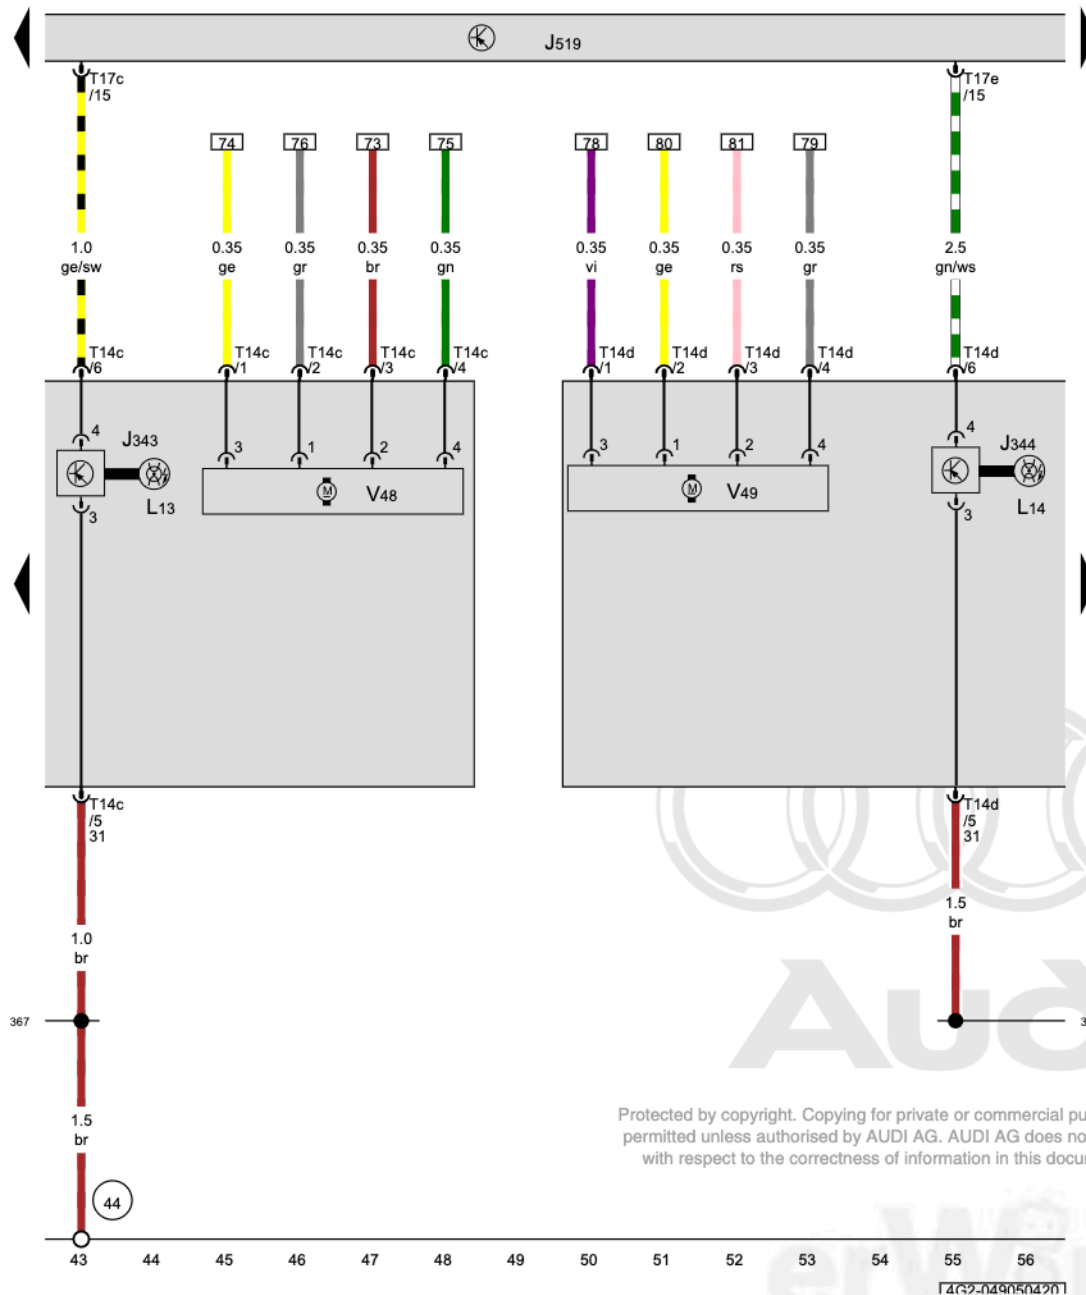 J519
T17c
/15
T17e
/15
74
76
73
75
78
80
81
79
1.0
ge/sw
0.35
ge
0.35
gr
0.35
br
0.35
gn
0.35
vi
0.35
ge
0.35
rs
0.35
gr
2.5
gn/ws
T14c
/6
T14c
/1
T14c
/2
T14c
/3
T14c
/4
T14d
/1
T14d
/2
T14d
/3
T14d
/4
T14d
/6
4
J343
3
1
2
4
3
1
2
4
4
J344
M
V48
M
V49
L13
L14
3
3
T14c
/5
31
T14d
/5
31
1.5
br
1.0
br
367
Audi
Protected by copyright. Copying for private or commercial pu
permitted unless authorised by AUDI AG. AUDI AG does no
with respect to the correctness of information in this docu
1.5
br
44
43 44 45 46 47 48 49 50 51 52 53 54 55 56
4G2-049050420